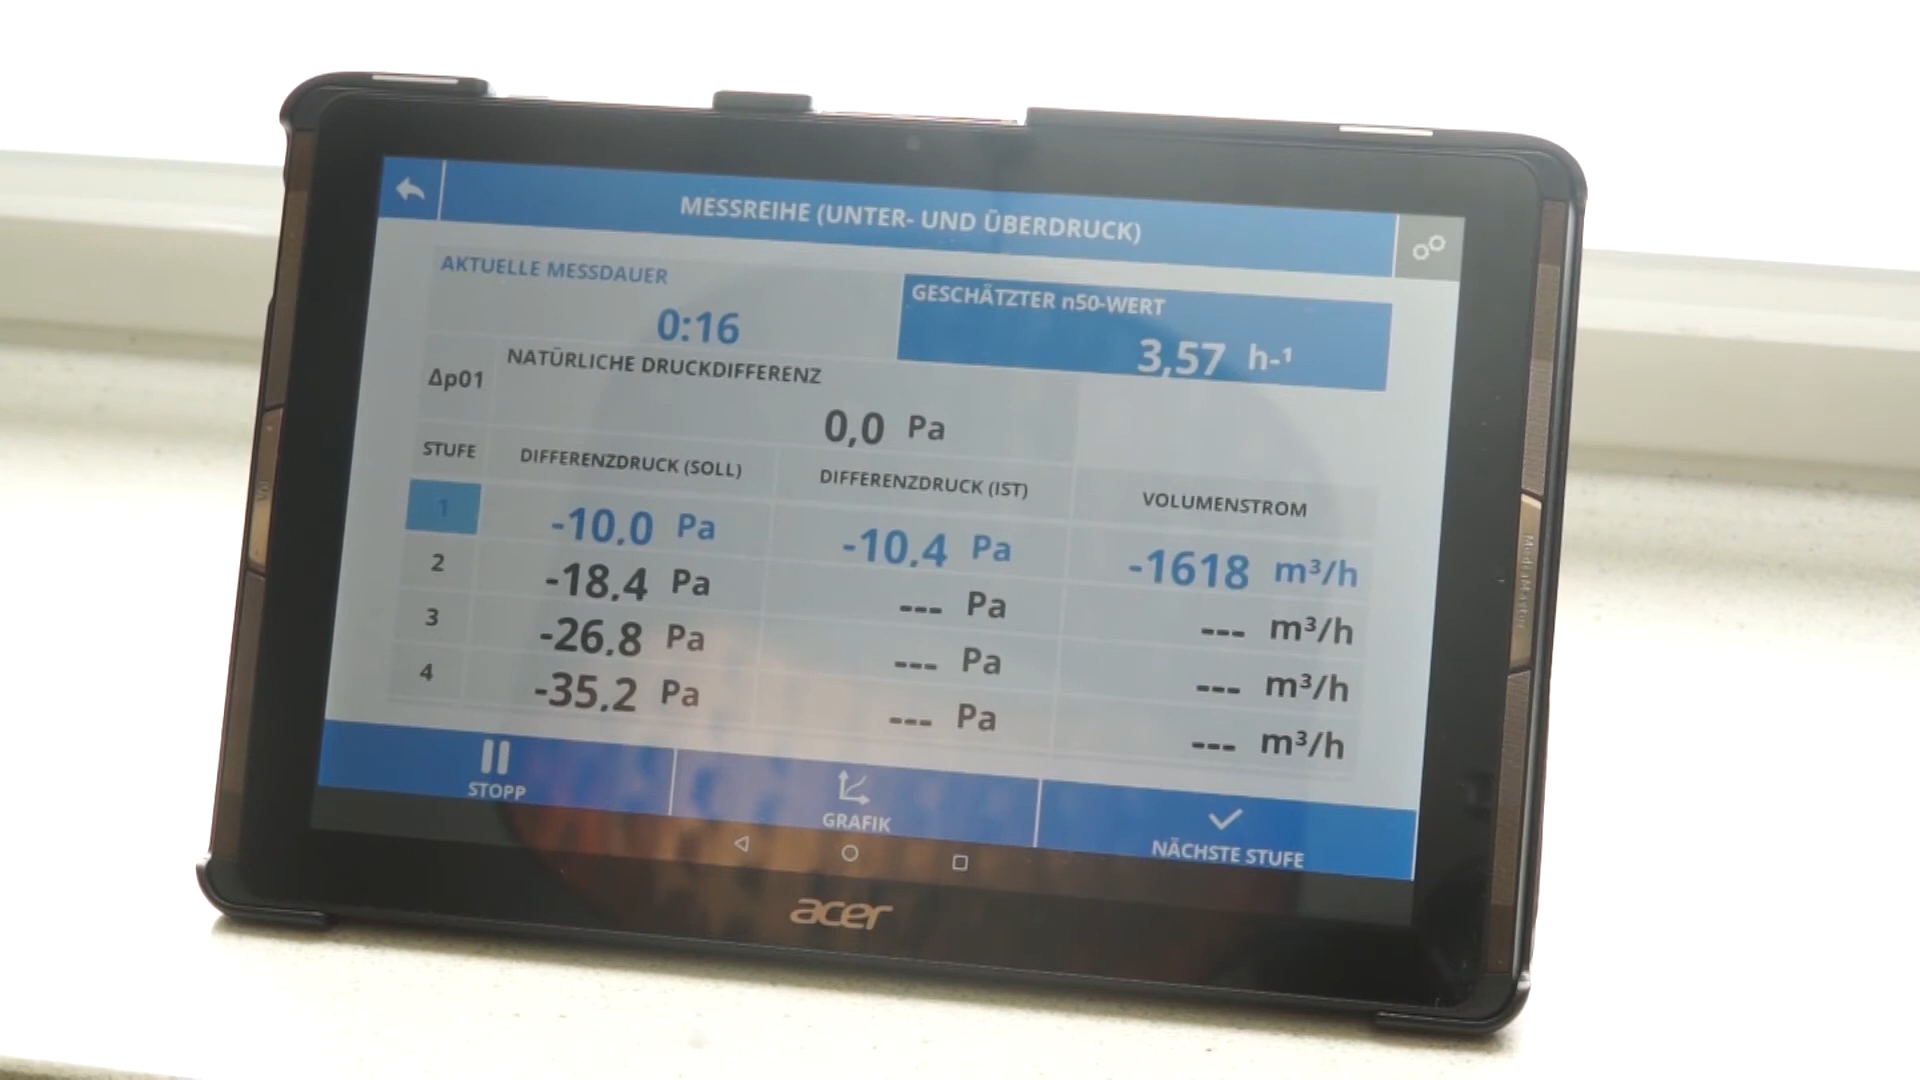 MESSREIHE (UNTER- UND ÜBERDRUCK)
AKTUELLE MESSDAUER
0:16
GESCHÄTZTER n50-WERT
3,57 h-¹
Δp01
NATÜRLICHE DRUCKDIFFERENZ
0,0 Pa
STUFE DIFFERENZDRUCK (SOLL) DIFFERENZDRUCK (IST) VOLUMENSTROM
1 -10.0 Pa -10.4 Pa -1618 m³/h
2 -18.4 Pa --- Pa --- m³/h
3 -26.8 Pa --- Pa --- m³/h
4 -35.2 Pa --- Pa --- m³/h
STOPP
GRAFIK
NÄCHSTE STUFE
acer